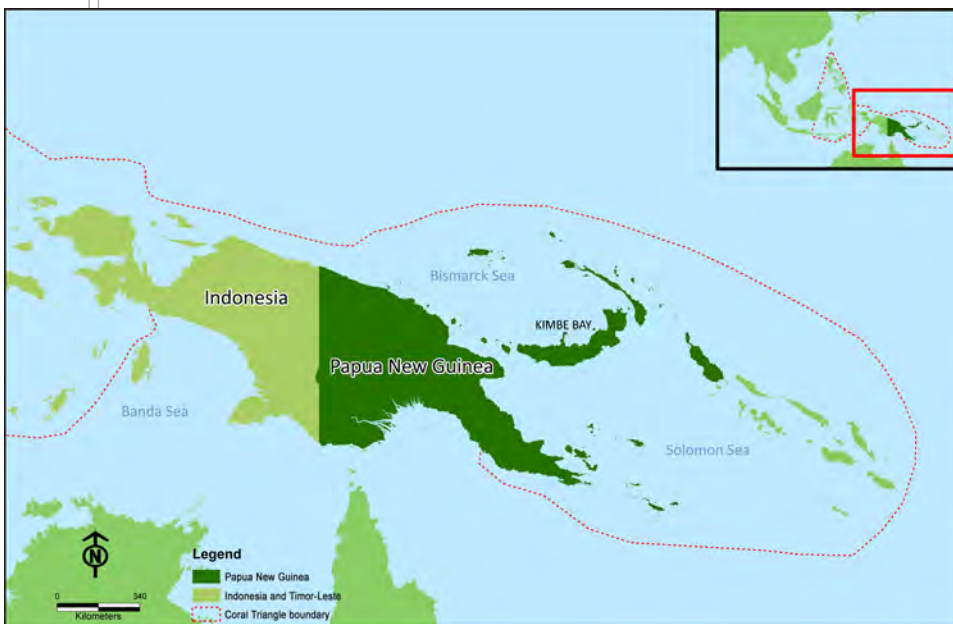 Bismarck Sea
Indonesia
KIMBE BAY
Papua New Guinea
Banda Sea
Solomon Sea
N
Legend
Papua New Guinea
Indonesia and Timor-Leste
Coral Triangle boundary
0 340
Kilometers